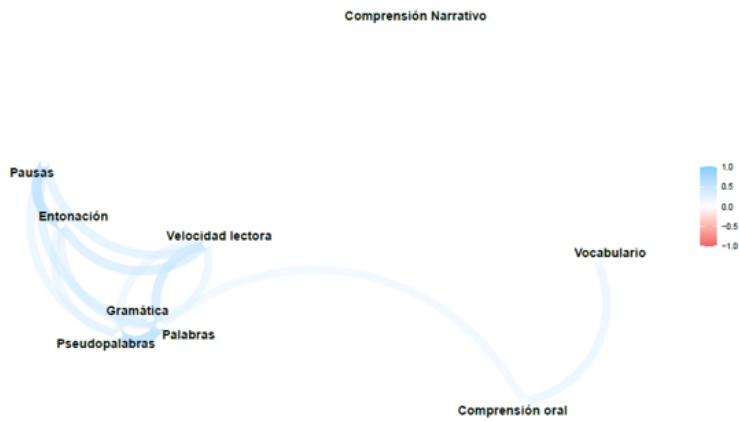 Comprensión Narrativo
Pausas
Entonación
Velocidad lectora
Vocabulario
Gramática
Palabras
Pseudopalabras
Comprensión oral
1.0
0.5
0.0
−0.5
−1.0